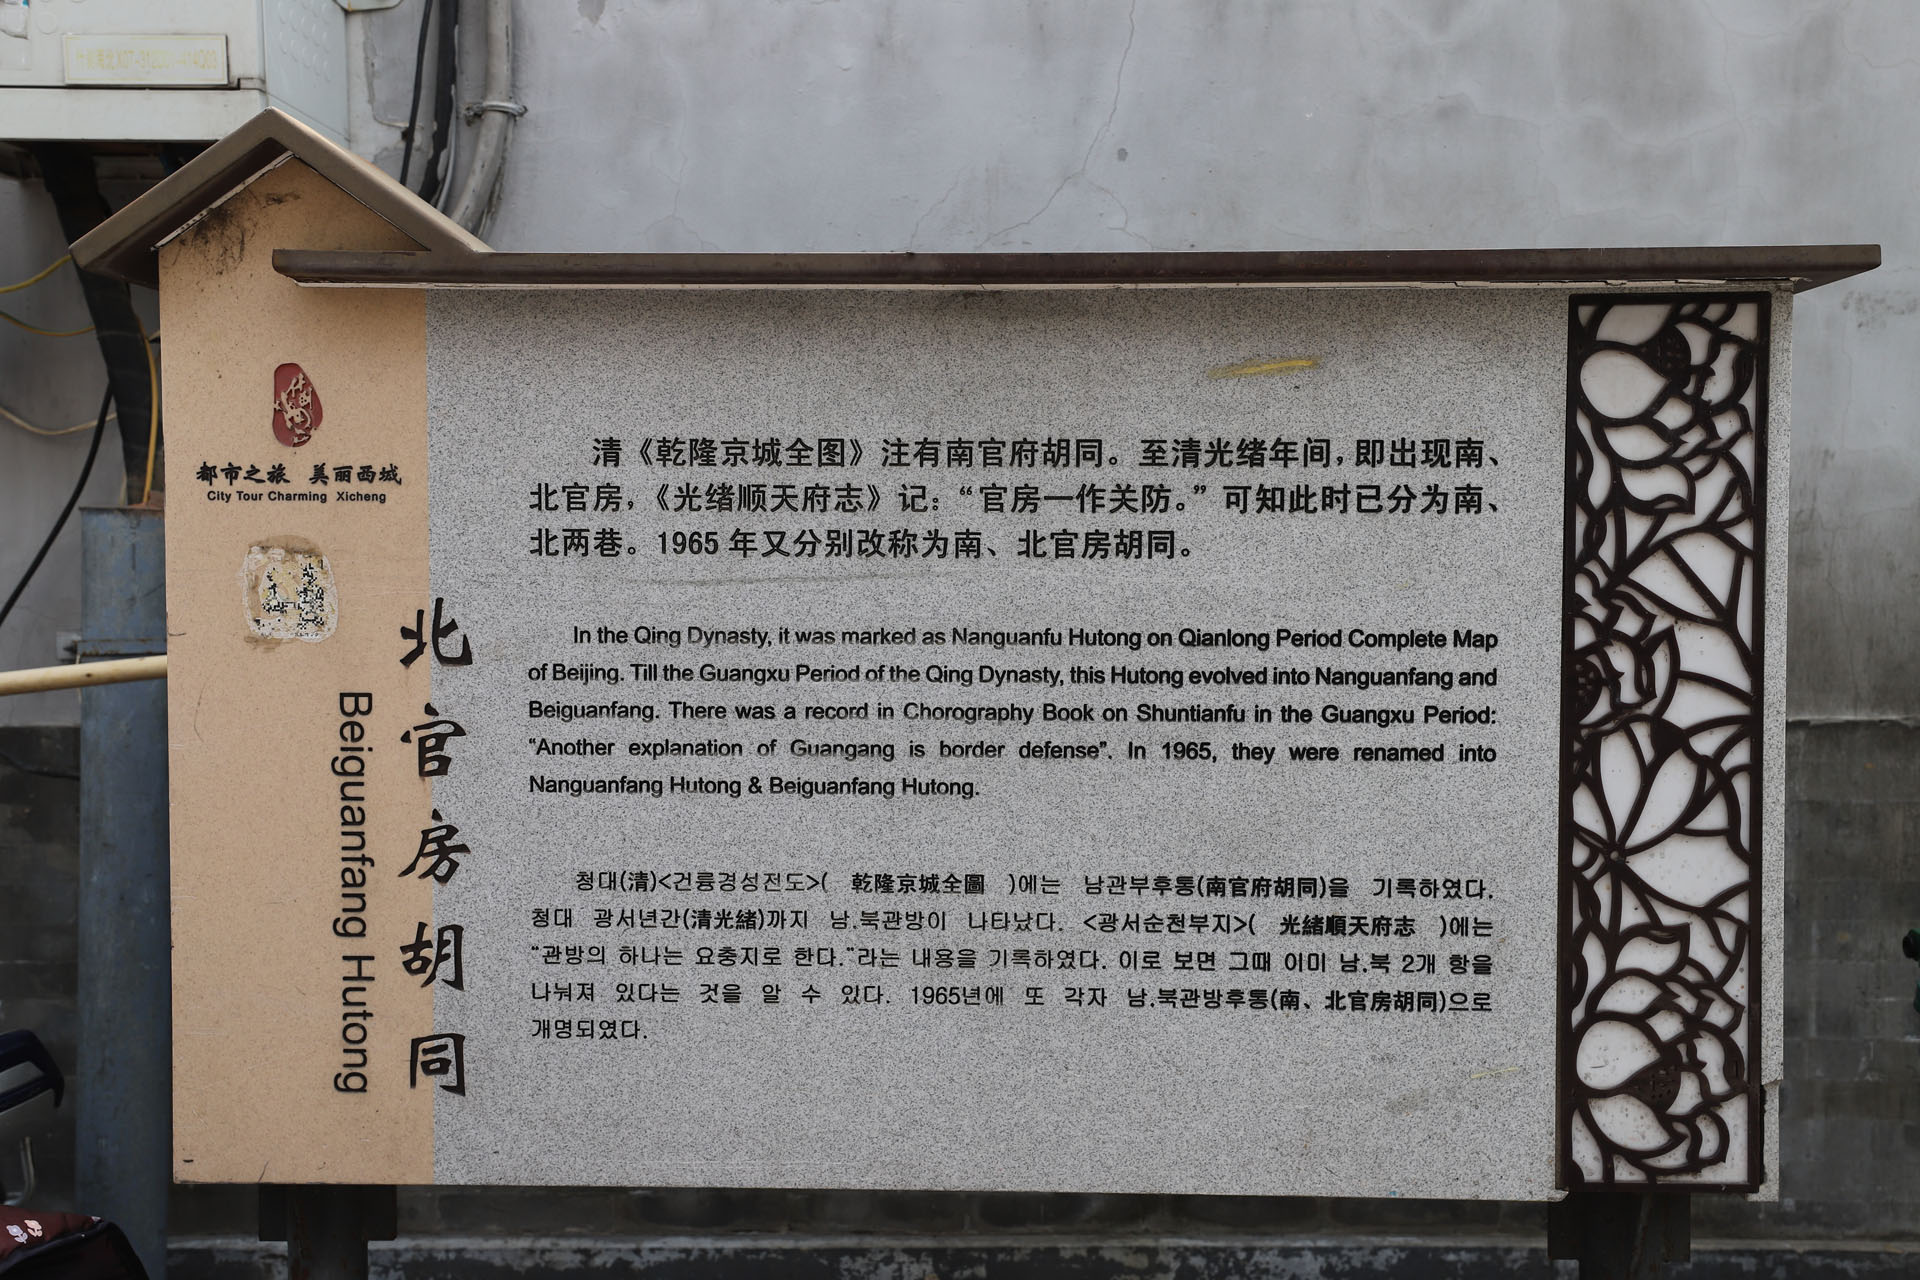 都市之旅 美丽西城
City Tour Charming Xicheng
北官房胡同
Beiguanfang Hutong
清《乾隆京城全图》注有南官府胡同。至清光绪年间，即出现南、
北官房，《光绪顺天府志》记：“官房一作关防。”可知此时已分为南、
北两巷。1965 年又分别改称为南、北官房胡同。
In the Qing Dynasty, it was marked as Nanguanfu Hutong on Qianlong Period Complete Map
of Beijing. Till the Guangxu Period of the Qing Dynasty, this Hutong evolved into Nanguanfang and
Beiguanfang. There was a record in Chorography Book on Shuntianfu in the Guangxu Period:
“Another explanation of Guangang is border defense”. In 1965, they were renamed into
Nanguanfang Hutong & Beiguanfang Hutong.
청대(清)<건륭경성전도>( 乾隆京城全圖 )에는 남관부후퉁(南官府胡同)을 기록하였다.
청대 광서년간(清光緒)까지 남.북관방이 나타났다. <광서순천부지>( 光緒順天府志 )에는
“관방의 하나는 요충지로 한다.”라는 내용을 기록하였다. 이로 보면 그때 이미 남.북 2개 항을
나눠져 있다는 것을 알 수 있다. 1965년에 또 각자 남.북관방후퉁(南、北官房胡同)으로
개명되였다.